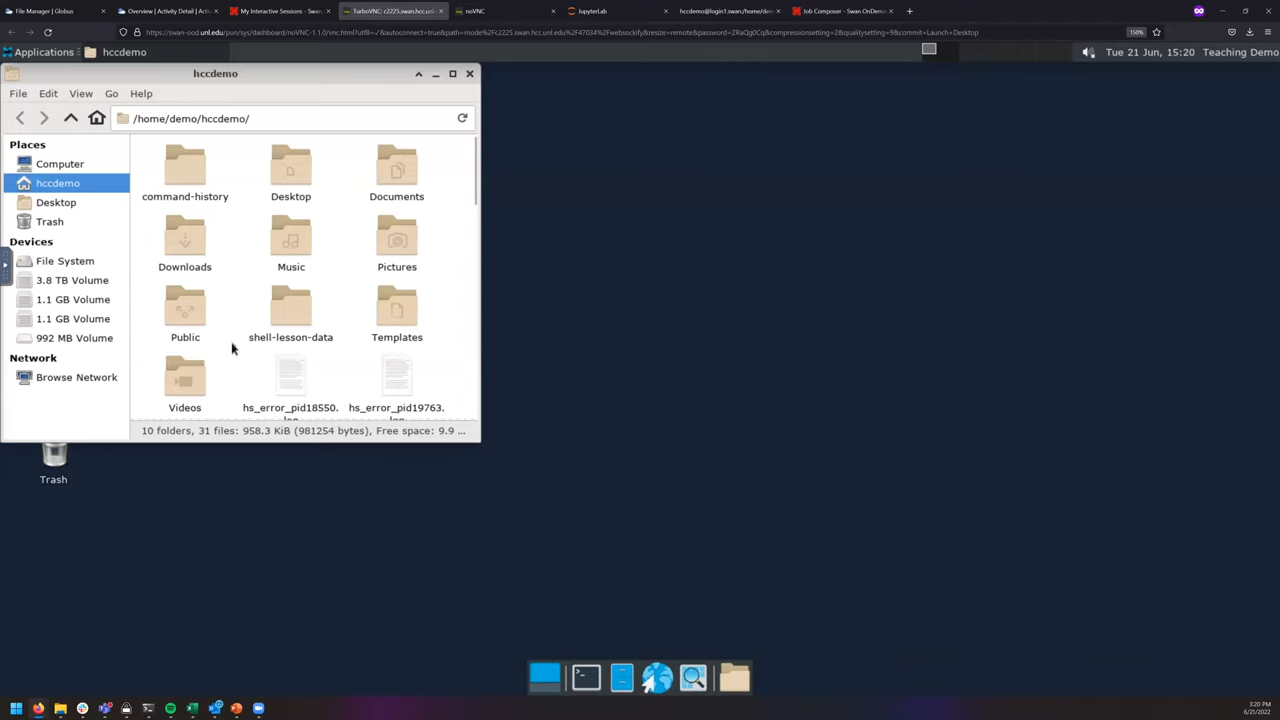 File Manager | Globus
Overview | Activity Detail | Acti
My Interactive Sessions - Swan
TurboVNC: c2225.swan.hcc.unl
noVNC
JupyterLab
hccdemo@login1.swan:/home/de
Job Composer - Swan OnDem
150%
Applications
hccdemo
Tue 21 Jun, 15:20
Teaching Demo
hccdemo
File
Edit
View
Go
Help
/home/demo/hccdemo/
Places
Computer
hccdemo
Desktop
Trash
Devices
File System
3.8 TB Volume
1.1 GB Volume
1.1 GB Volume
992 MB Volume
Network
Browse Network
command-history
Desktop
Documents
Downloads
Music
Pictures
Public
shell-lesson-data
Templates
Videos
hs_error_pid18550.
hs_error_pid19763.
10 folders, 31 files: 958.3 KiB (981254 bytes), Free space: 9.9 ...
Trash
3:20 PM
6/21/2022